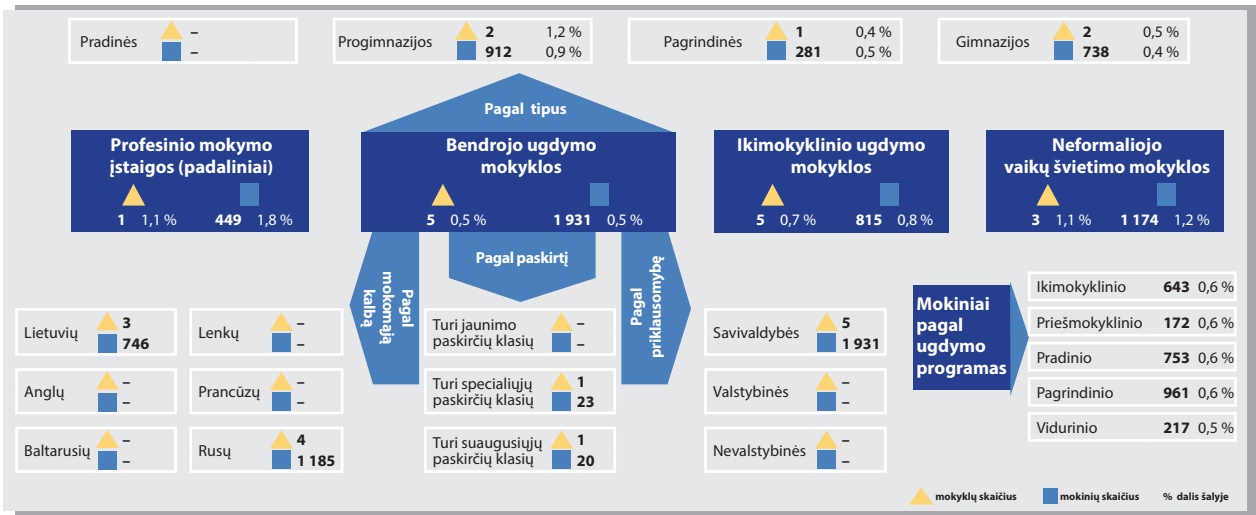 Pradinės
–
–
Progimnazijos
2 1,2 %
912 0,9 %
Pagrindinės
1 0,4 %
281 0,5 %
Gimnazijos
2 0,5 %
738 0,4 %
Pagal tipus
Profesinio mokymo
įstaigos (padaliniai)
1 1,1 % 449 1,8 %
Bendrojo ugdymo
mokyklos
5 0,5 % 1 931 0,5 %
Ikimokyklinio ugdymo
mokyklos
5 0,7 % 815 0,8 %
Neformaliojo
vaikų švietimo mokyklos
3 1,1 % 1 174 1,2 %
Pagal
mokomąją
kalbą
Pagal paskirtį
Pagal
priklausomybę
Lietuvių
3
746
Lenkų
–
–
Anglų
–
–
Prancūzų
–
–
Baltarusių
–
–
Rusų
4
1 185
Turi jaunimo
paskirčių klasių
–
–
Turi specialiųjų
paskirčių klasių
1
23
Turi suaugusiųjų
paskirčių klasių
1
20
Savivaldybės
5
1 931
Valstybinės
–
–
Nevalstybinės
–
–
Mokiniai
pagal
ugdymo
programas
Ikimokyklinio 643 0,6 %
Priešmokyklinio 172 0,6 %
Pradinio 753 0,6 %
Pagrindinio 961 0,6 %
Vidurinio 217 0,5 %
mokyklų skaičius mokinių skaičius % dalis šalyje